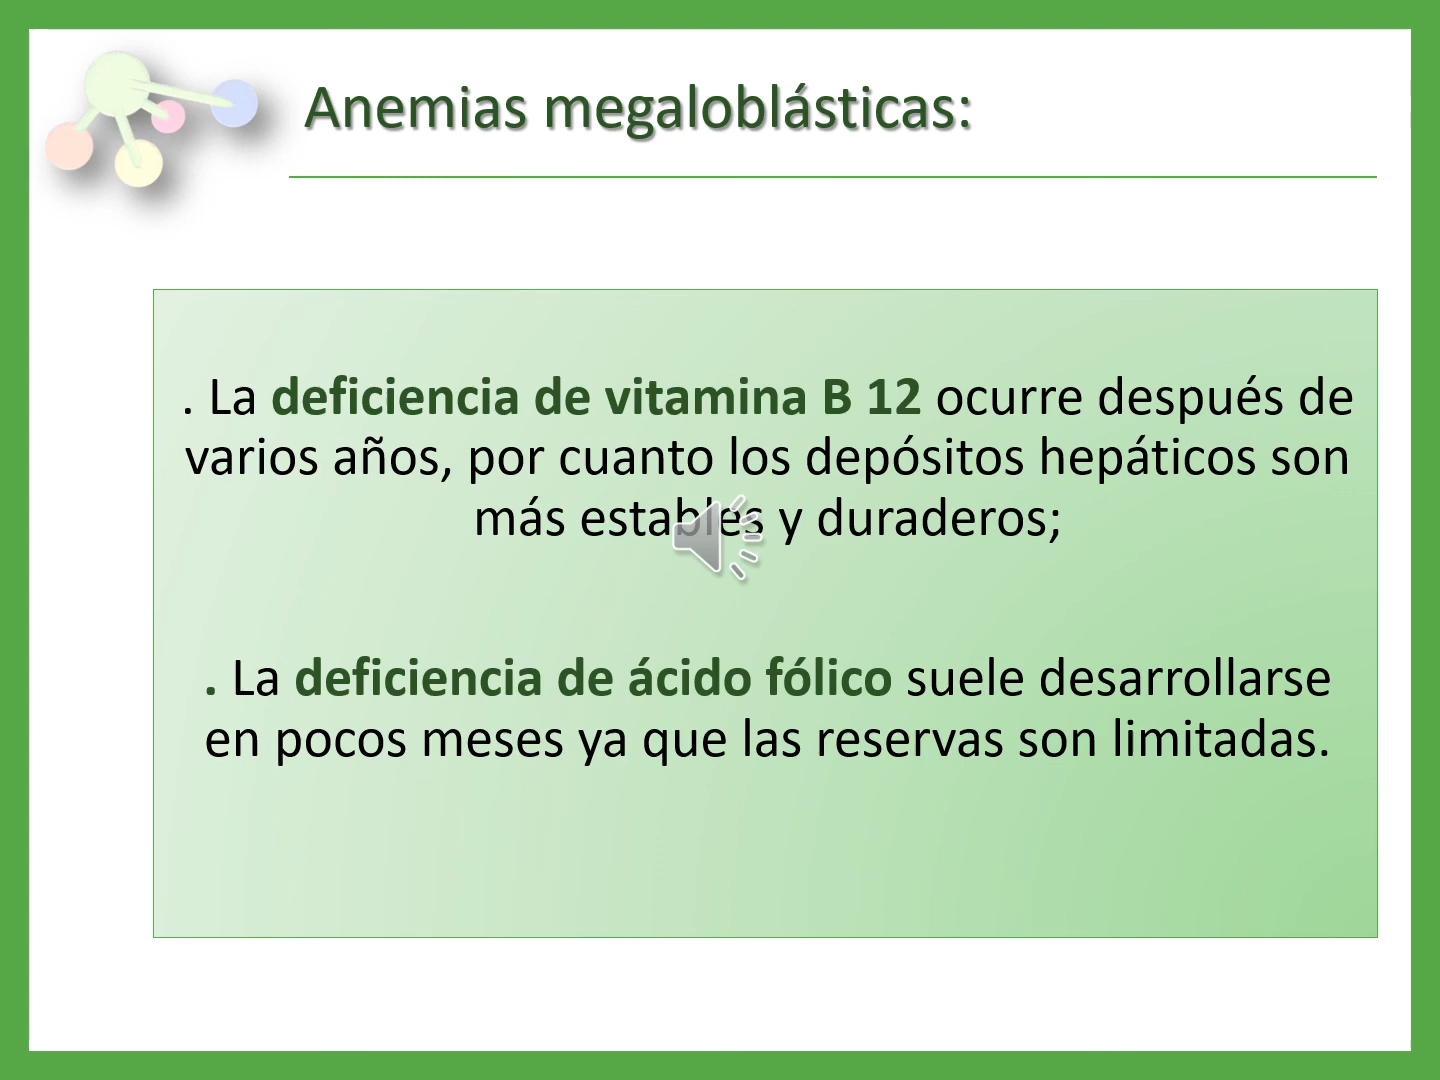 Anemias megaloblásticas:
. La deficiencia de vitamina B 12 ocurre después de
varios años, por cuanto los depósitos hepáticos son
más estables y duraderos;
. La deficiencia de ácido fólico suele desarrollarse
en pocos meses ya que las reservas son limitadas.